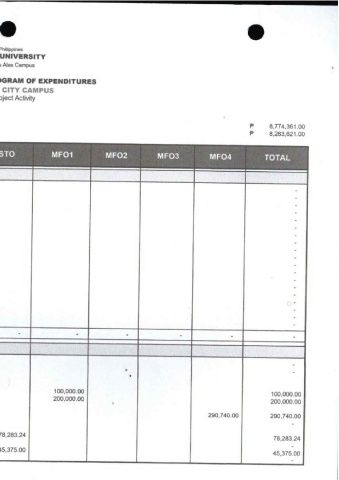 Philippines
UNIVERSITY
Alas Campus
OGRAM OF EXPENDITURES
CITY CAMPUS
oject Activity
₱ 8,774,361.00
₱ 8,283,621.00
STO MFO1 MFO2 MFO3 MFO4 TOTAL
- - - - - -
100,000.00 100,000.00
200,000.00 200,000.00
290,740.00 290,740.00
-
78,283.24 78,283.24
-
45,375.00 45,375.00
-